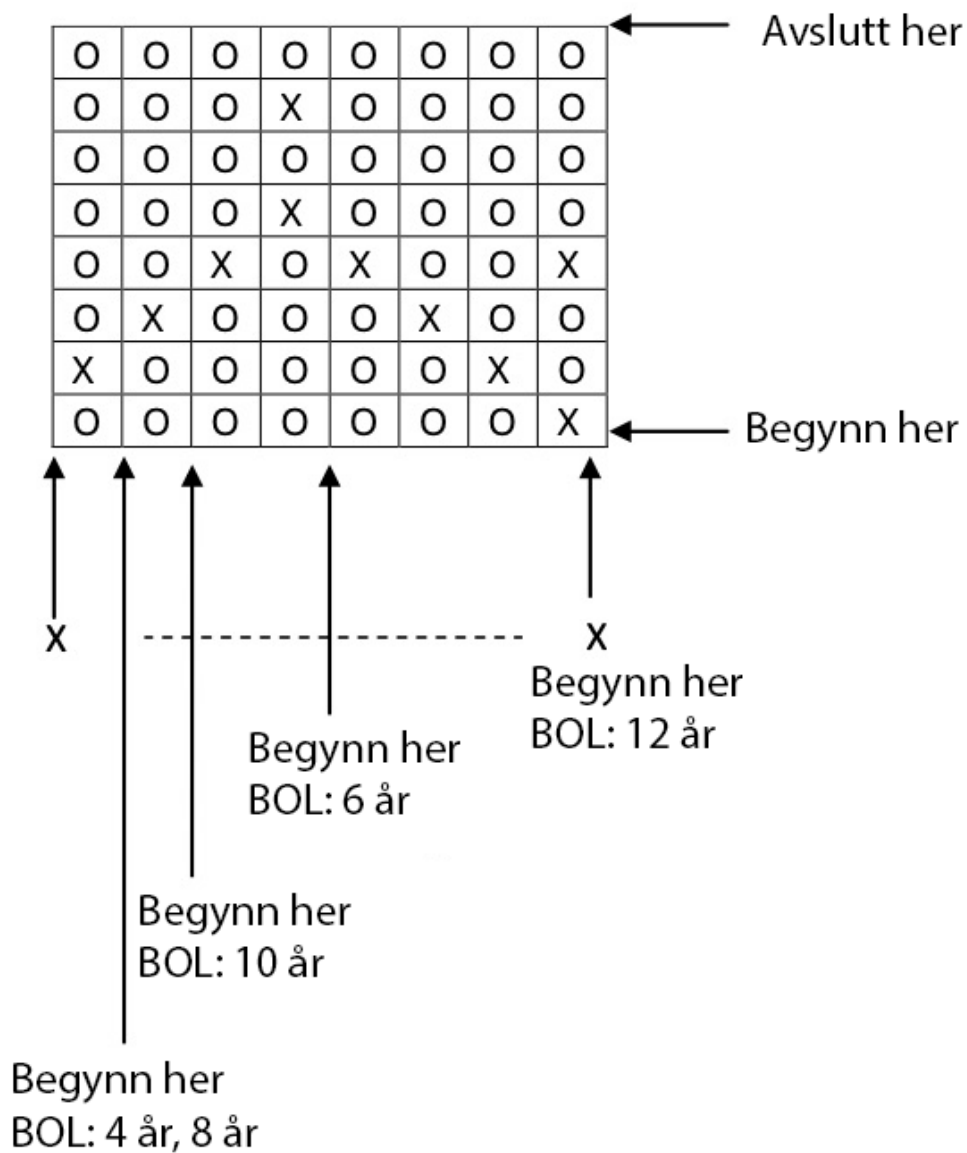 Avslutt her
O O O O O O O O
O O O X O O O O
O O O O O O O O
O O O X O O O O
O O X O X O O X
O X O O O X O O
X O O O O O X O
O O O O O O O X
Begynn her
X X
Begynn her
BOL: 12 år
Begynn her
BOL: 6 år
Begynn her
BOL: 10 år
Begynn her
BOL: 4 år, 8 år